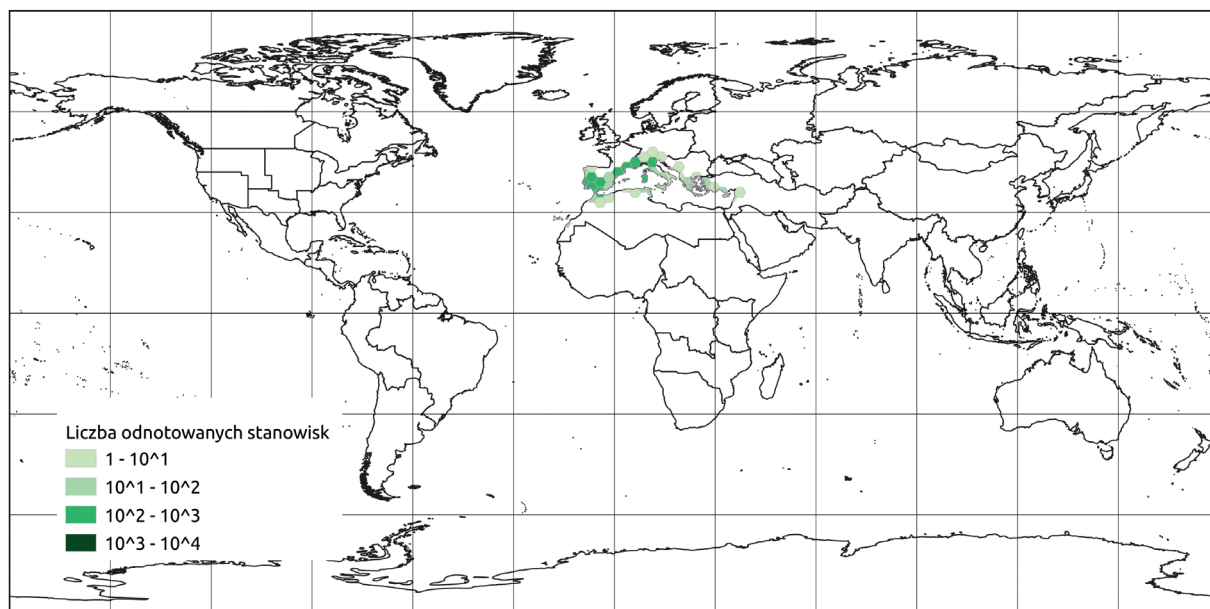 Liczba odnotowanych stanowisk
1 - 10^1
10^1 - 10^2
10^2 - 10^3
10^3 - 10^4